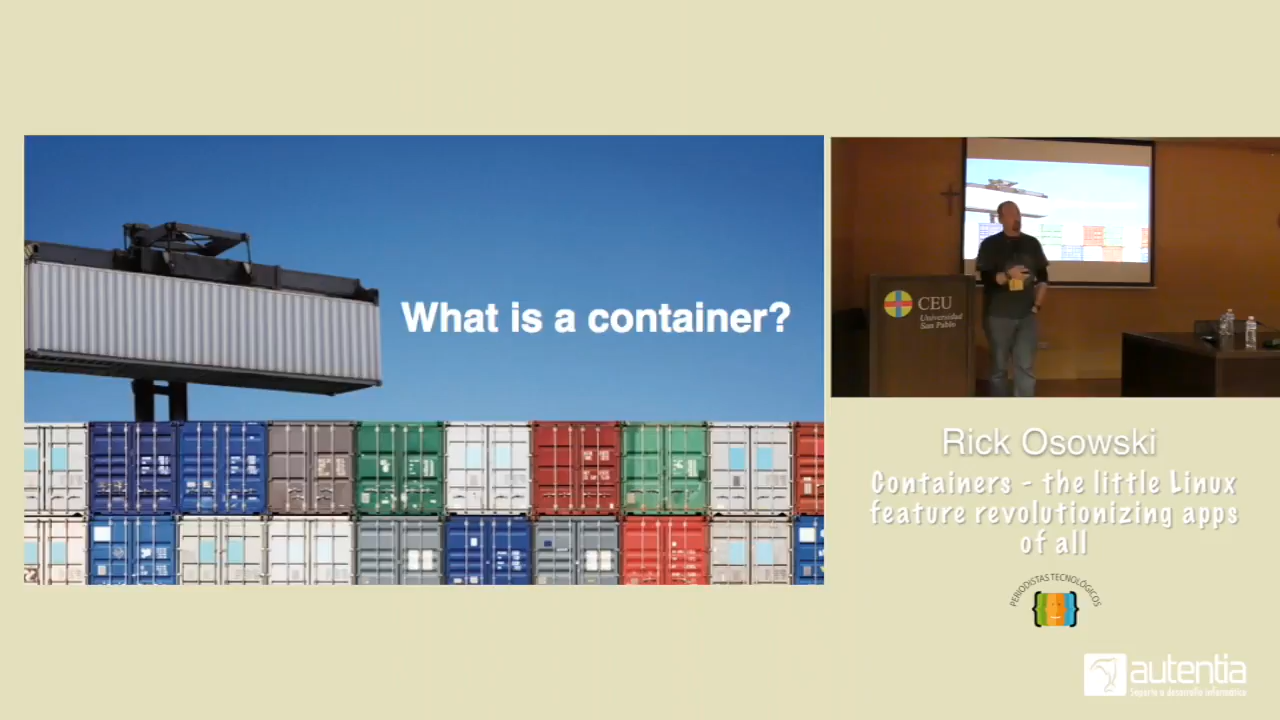 What is a container?
CEU
Universidad
San Pablo
Rick Osowski
Containers - the little Linux
feature revolutionizing apps
of all
PERIODISTAS TECNOLÓGICOS
autentia
Soporte a desarrollo informático